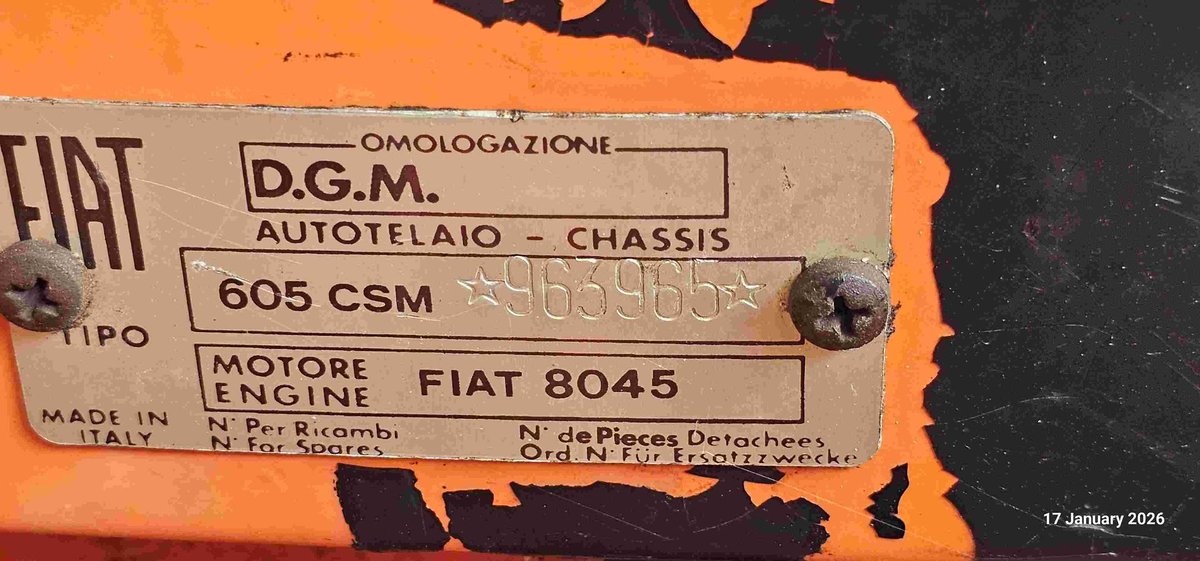 FIAT
OMOLOGAZIONE
D.G.M.
AUTOTELAIO - CHASSIS
605 CSM ☆963965☆
TIPO
MOTORE
ENGINE
FIAT 8045
MADE IN
ITALY
N° Per Ricambi
N° For Spares
N° de Pieces Detachees
Ord. N° Für Ersatzzwecke
17 January 2026